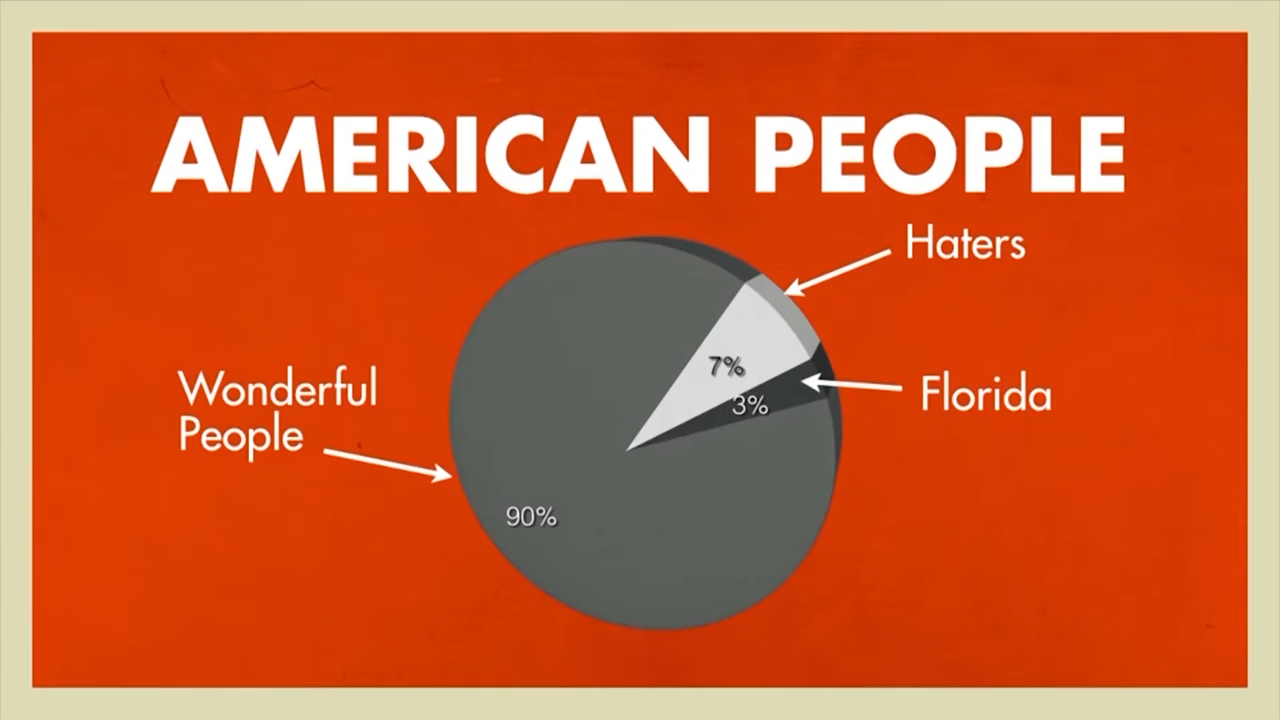 AMERICAN PEOPLE
Haters
7%
Wonderful
People
Florida
3%
90%